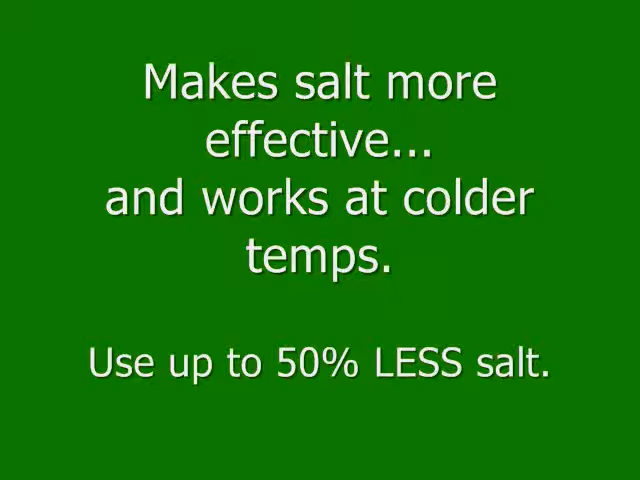 Makes salt more
effective...
and works at colder
temps.
Use up to 50% LESS salt.